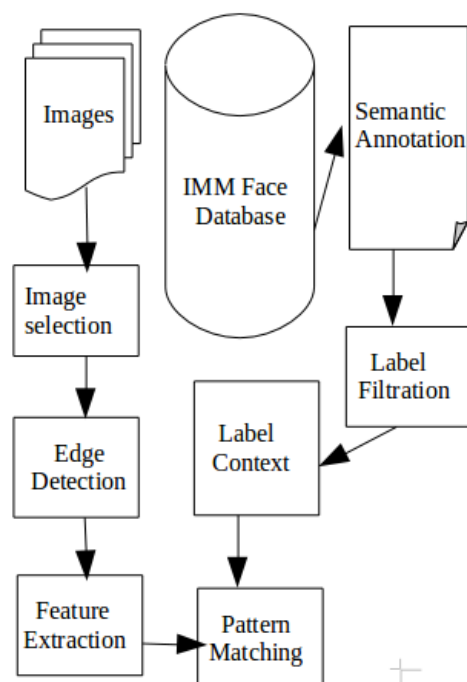 Images
IMM Face
Database
Semantic
Annotation
Image
selection
Label
Filtration
Label
Context
Edge
Detection
Feature
Extraction
Pattern
Matching